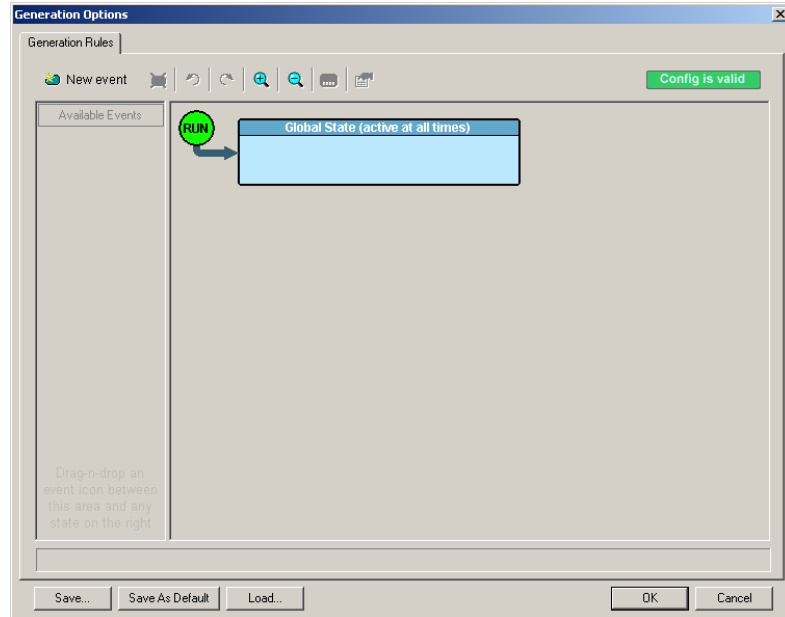 Generation Options
Generation Rules
New event
Config is valid
Available Events
RUN
Global State (active at all times)
Drag-n-drop an
event icon between
this area and any
state on the right
Save...
Save As Default
Load...
OK
Cancel